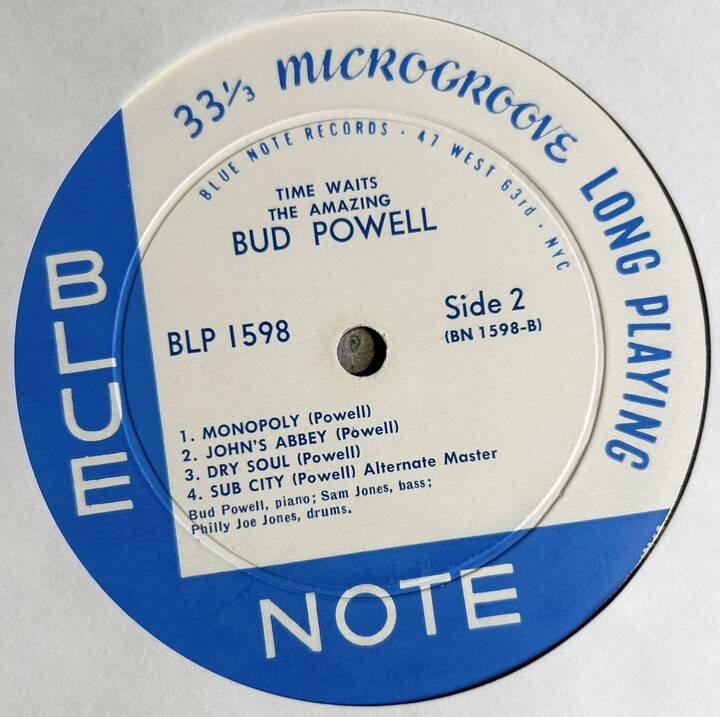 33⅓ MICROGROOVE LONG PLAYING
BLUE NOTE RECORDS · 47 WEST 63rd · NYC
TIME WAITS
THE AMAZING
BUD POWELL
BLP 1598
Side 2
(BN 1598-B)
1. MONOPOLY (Powell)
2. JOHN'S ABBEY (Powell)
3. DRY SOUL (Powell)
4. SUB CITY (Powell) Alternate Master
Bud Powell, piano; Sam Jones, bass;
Philly Joe Jones, drums.
BLUE
NOTE